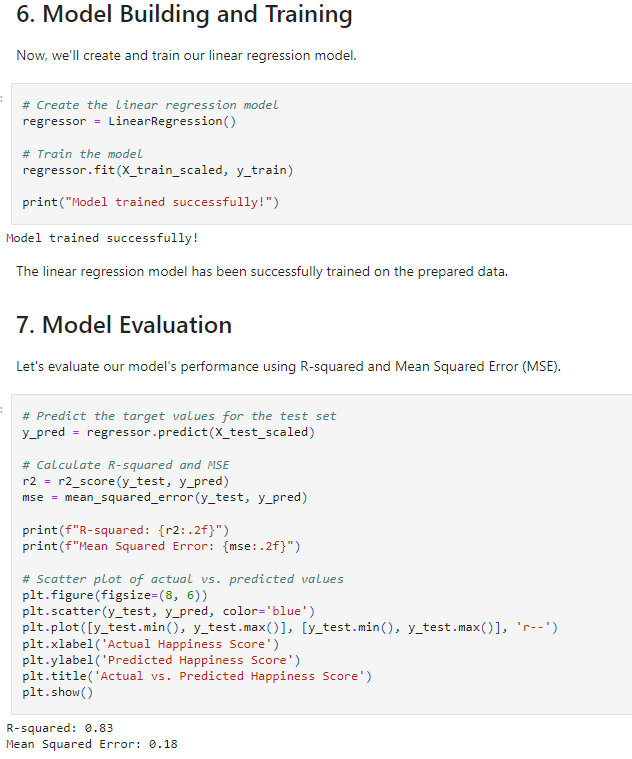 6. Model Building and Training
Now, we'll create and train our linear regression model.
# Create the linear regression model
regressor = LinearRegression()
# Train the model
regressor.fit(X_train_scaled, y_train)
print("Model trained successfully!")
Model trained successfully!
The linear regression model has been successfully trained on the prepared data.
7. Model Evaluation
Let's evaluate our model's performance using R-squared and Mean Squared Error (MSE).
# Predict the target values for the test set
y_pred = regressor.predict(X_test_scaled)
# Calculate R-squared and MSE
r2 = r2_score(y_test, y_pred)
mse = mean_squared_error(y_test, y_pred)
print(f"R-squared: {r2:.2f}")
print(f"Mean Squared Error: {mse:.2f}")
# Scatter plot of actual vs. predicted values
plt.figure(figsize=(8, 6))
plt.scatter(y_test, y_pred, color='blue')
plt.plot([y_test.min(), y_test.max()], [y_test.min(), y_test.max()], 'r--')
plt.xlabel('Actual Happiness Score')
plt.ylabel('Predicted Happiness Score')
plt.title('Actual vs. Predicted Happiness Score')
plt.show()
R-squared: 0.83
Mean Squared Error: 0.18